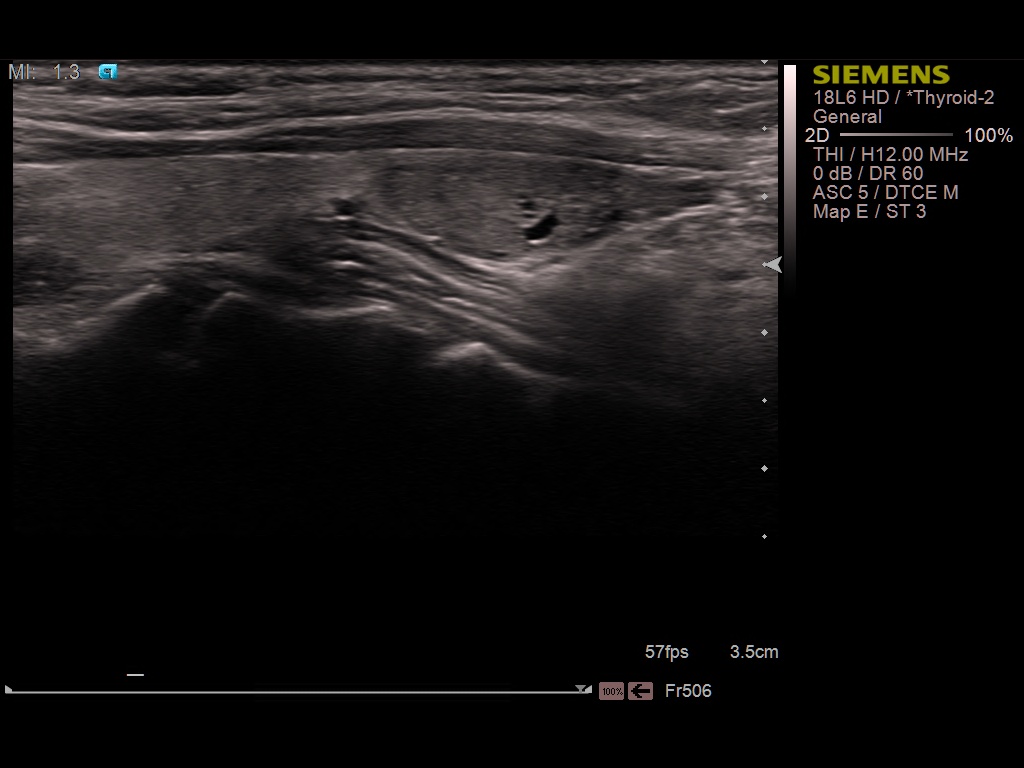 MI: 1.3
SIEMENS
18L6 HD / *Thyroid-2
General
2D 100%
THI / H12.00 MHz
0 dB / DR 60
ASC 5 / DTCE M
Map E / ST 3
57fps 3.5cm
100% Fr506